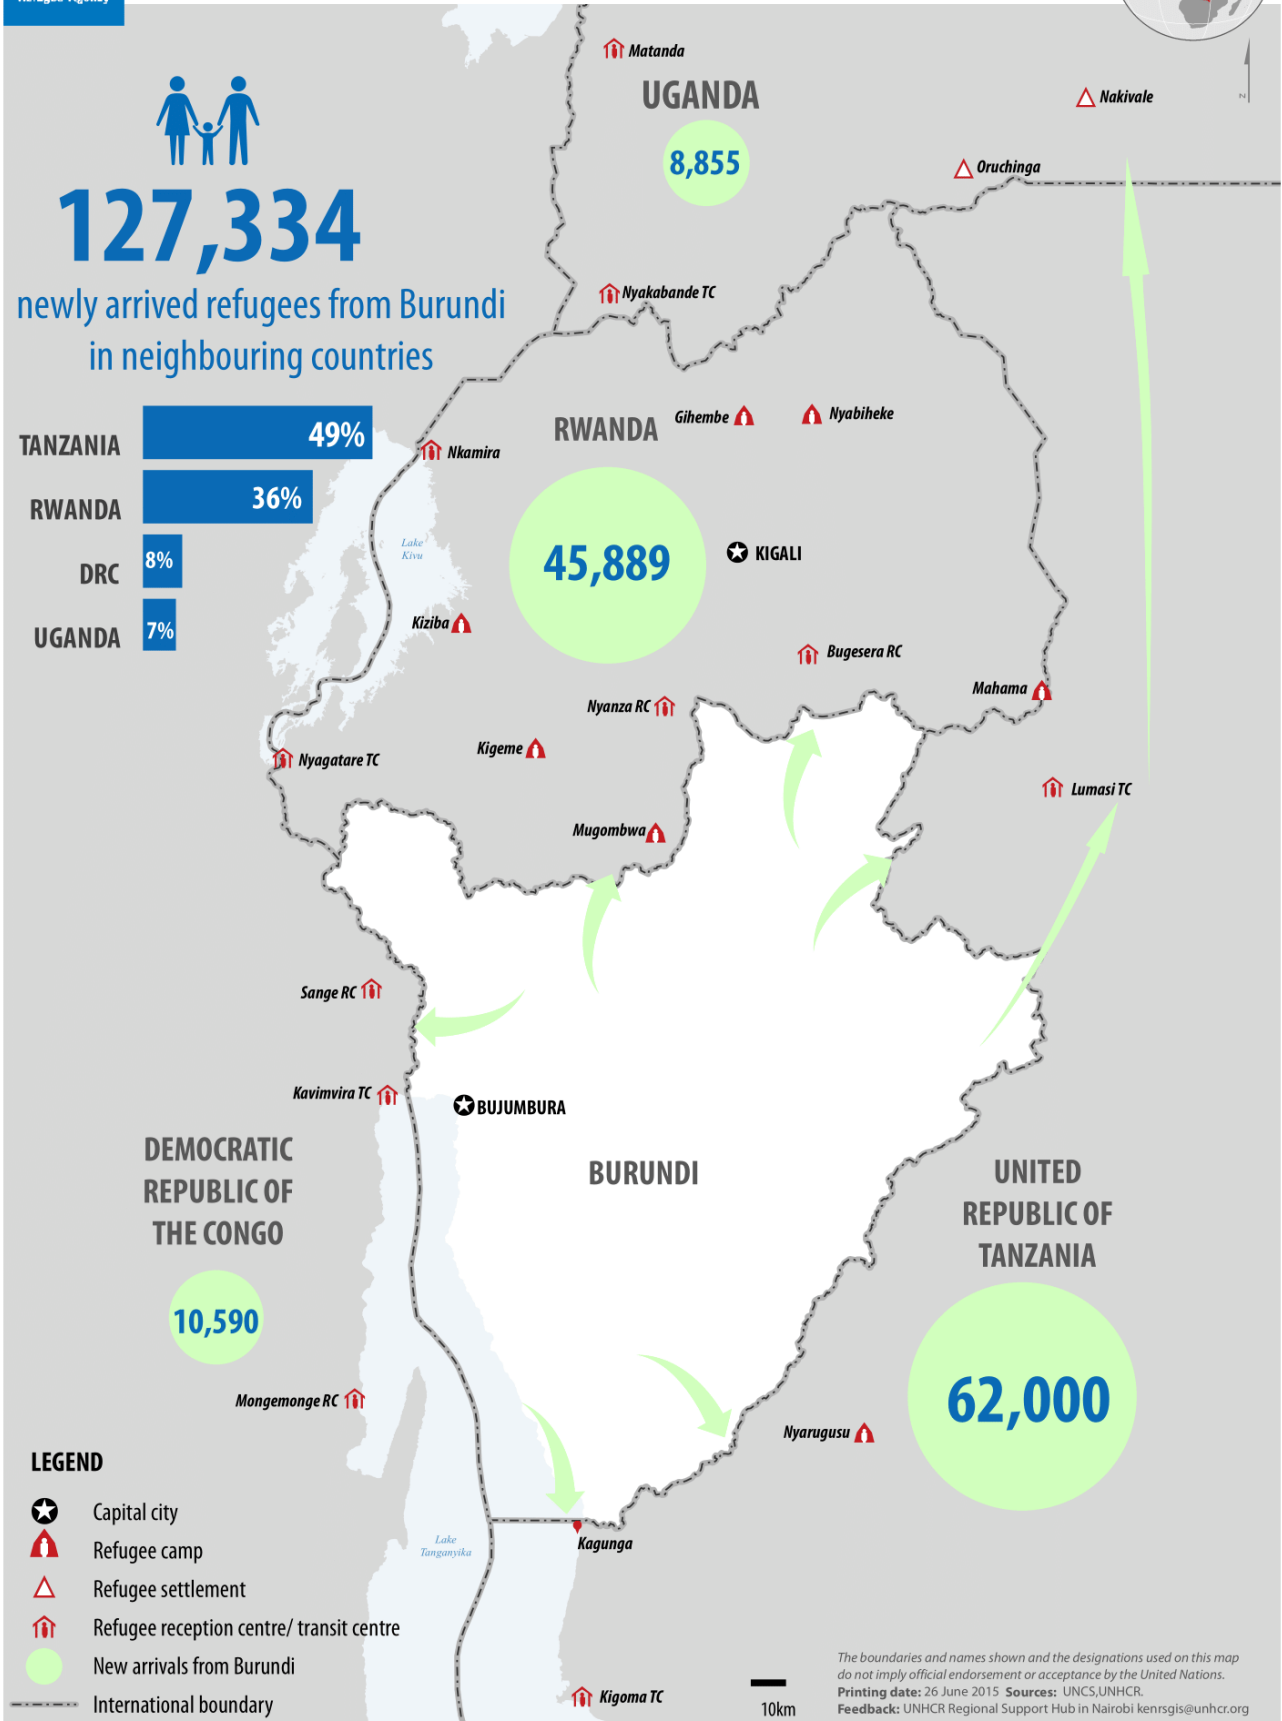 127,334
newly arrived refugees from Burundi
in neighbouring countries
TANZANIA 49%
RWANDA 36%
DRC 8%
UGANDA 7%
Matanda
UGANDA
8,855
Nakivale
N
Oruchinga
Nyakabande TC
RWANDA
Gihembe
Nyabiheke
Nkamira
Lake
Kivu
45,889
KIGALI
Kiziba
Bugesera RC
Mahama
Nyanza RC
Kigeme
Nyagatare TC
Lumasi TC
Mugombwa
Sange RC
Kavimvira TC
BUJUMBURA
DEMOCRATIC
REPUBLIC OF
THE CONGO
10,590
BURUNDI
UNITED
REPUBLIC OF
TANZANIA
62,000
Mongemonge RC
Nyarugusu
Kagunga
Lake
Tanganyika
Kigoma TC
LEGEND
Capital city
Refugee camp
Refugee settlement
Refugee reception centre/ transit centre
New arrivals from Burundi
International boundary
10km
The boundaries and names shown and the designations used on this map
do not imply official endorsement or acceptance by the United Nations.
Printing date: 26 June 2015 Sources: UNCS,UNHCR.
Feedback: UNHCR Regional Support Hub in Nairobi kenrsgis@unhcr.org